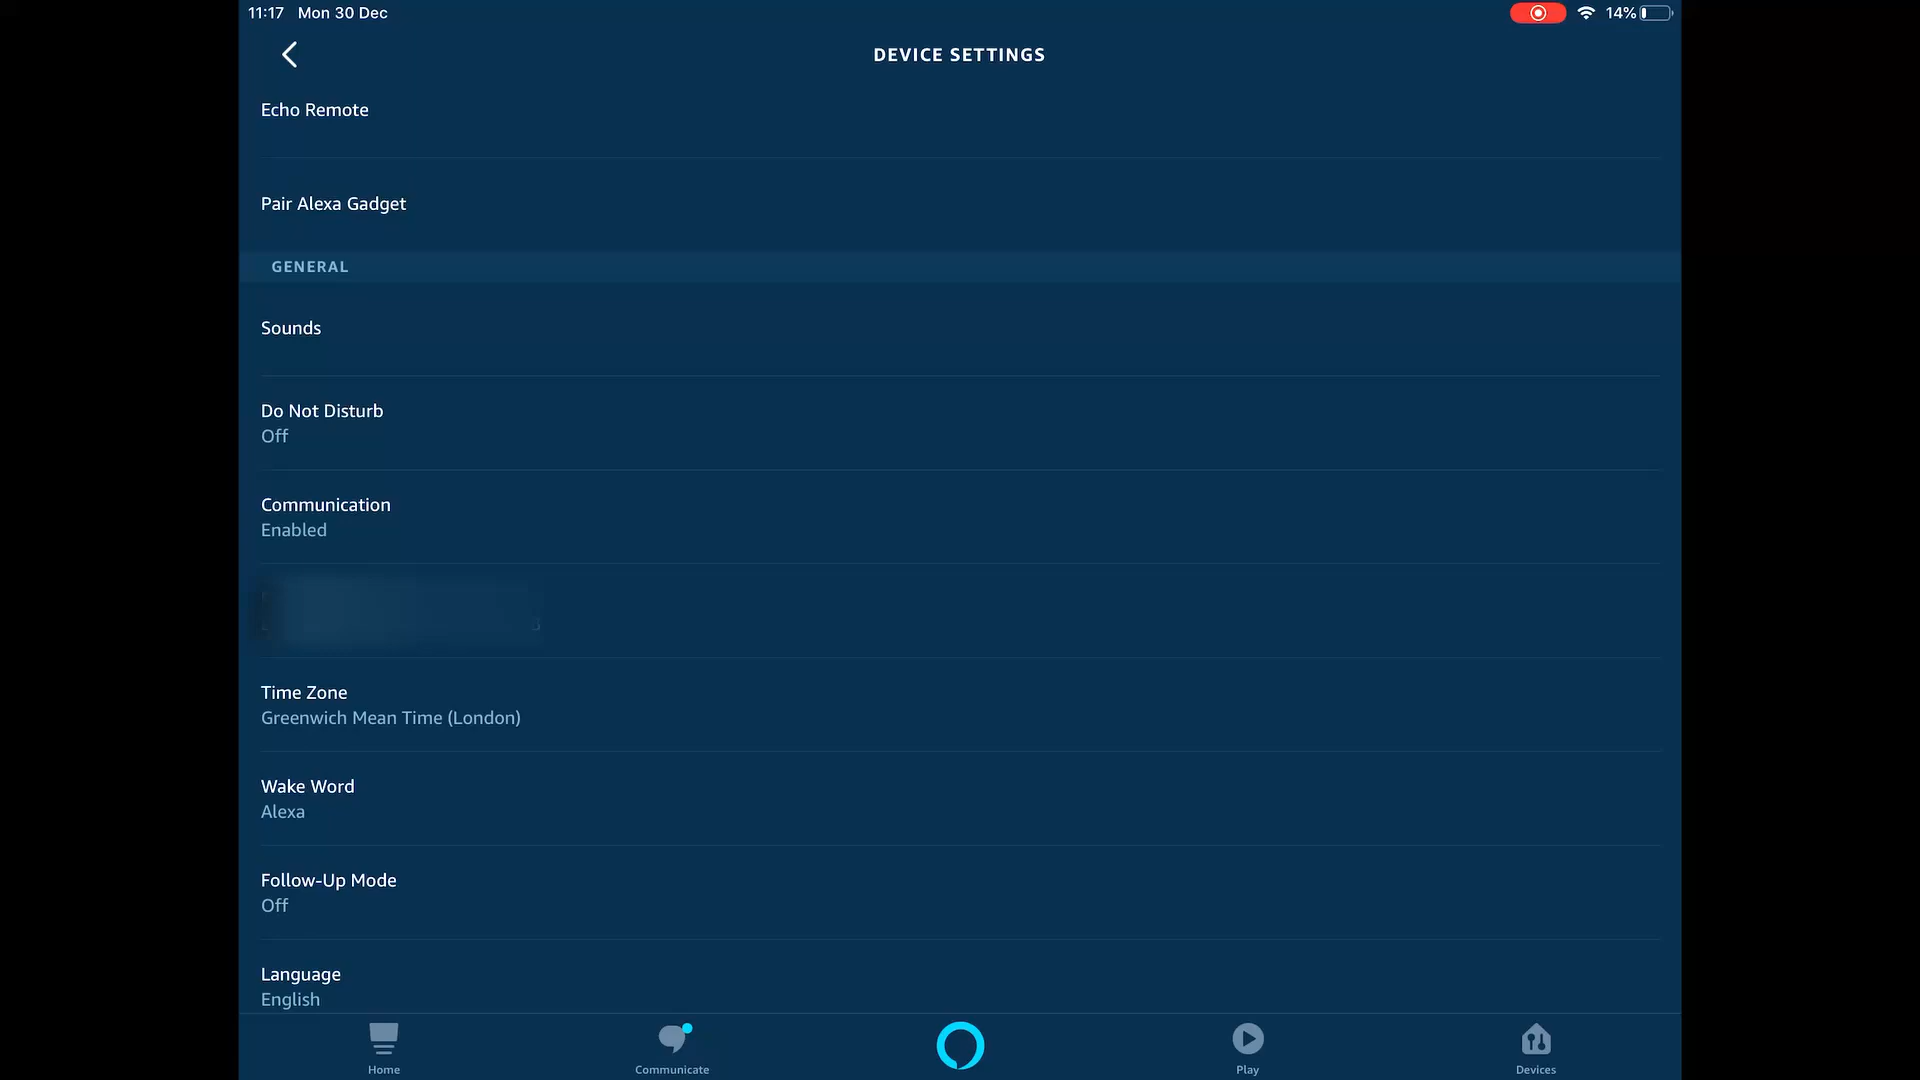 11:17 Mon 30 Dec
14%
DEVICE SETTINGS
Echo Remote
Pair Alexa Gadget
GENERAL
Sounds
Do Not Disturb
Off
Communication
Enabled
Time Zone
Greenwich Mean Time (London)
Wake Word
Alexa
Follow-Up Mode
Off
Language
English
Home
Communicate
Play
Devices